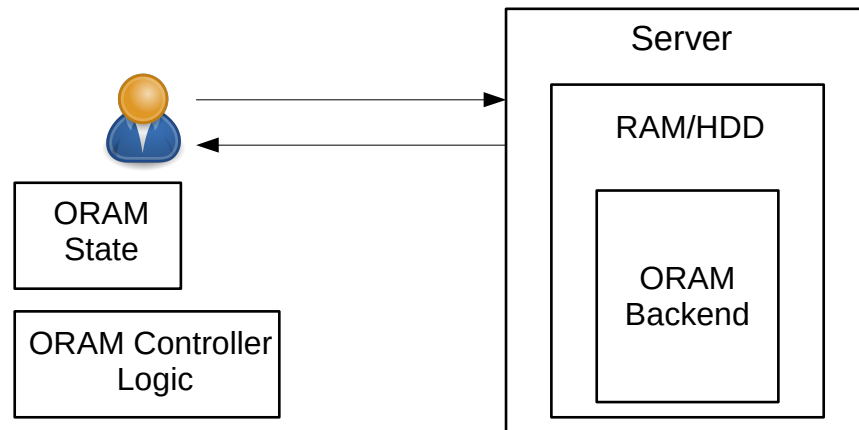 Server
RAM/HDD
ORAM
State
ORAM
Backend
ORAM Controller
Logic